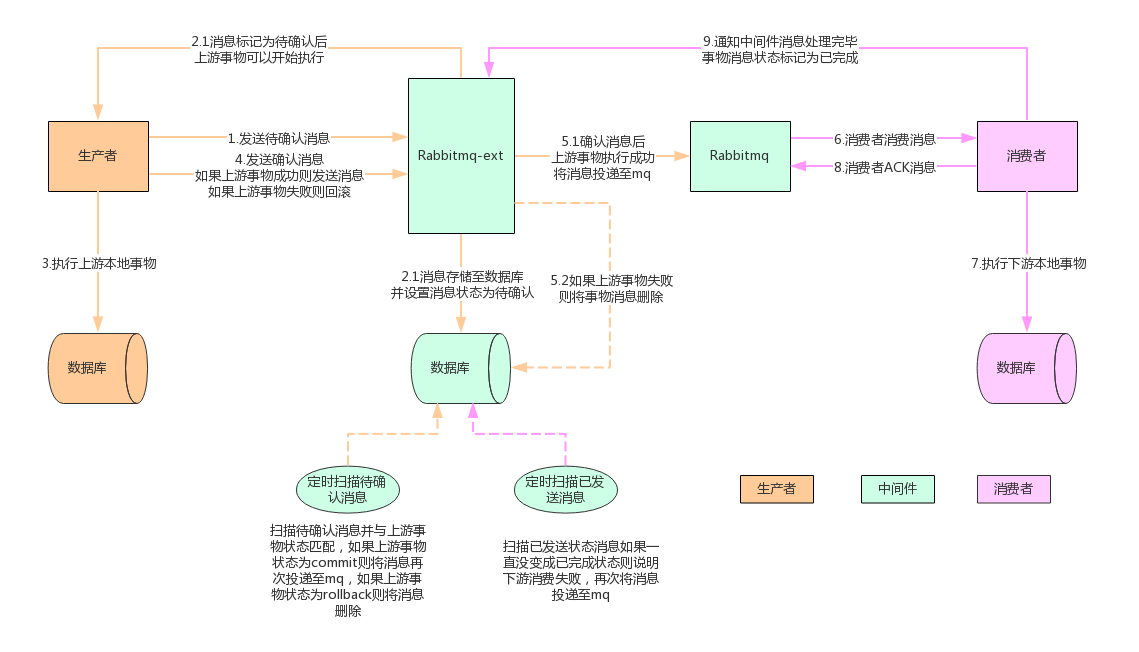 2.1消息标记为待确认后
上游事物可以开始执行
9.通知中间件消息处理完毕
事物消息状态标记为已完成
生产者
1.发送待确认消息
4.发送确认消息
如果上游事物成功则发送消息
如果上游事物失败则回滚
Rabbitmq-ext
5.1确认消息后
上游事物执行成功
将消息投递至mq
Rabbitmq
6.消费者消费消息
8.消费者ACK消息
消费者
3.执行上游本地事物
2.1消息存储至数据库
并设置消息状态为待确认
5.2如果上游事物失败
则将事物消息删除
7.执行下游本地事物
数据库
数据库
数据库
定时扫描待确
认消息
定时扫描已发
送消息
生产者
中间件
消费者
扫描待确认消息并与上游事
物状态匹配，如果上游事物
状态为commit则将消息再
次投递至mq，如果上游事
物状态为rollback则将消息
删除
扫描已发送状态消息如果一
直没变成已完成状态则说明
下游消费失败，再次将消息
投递至mq